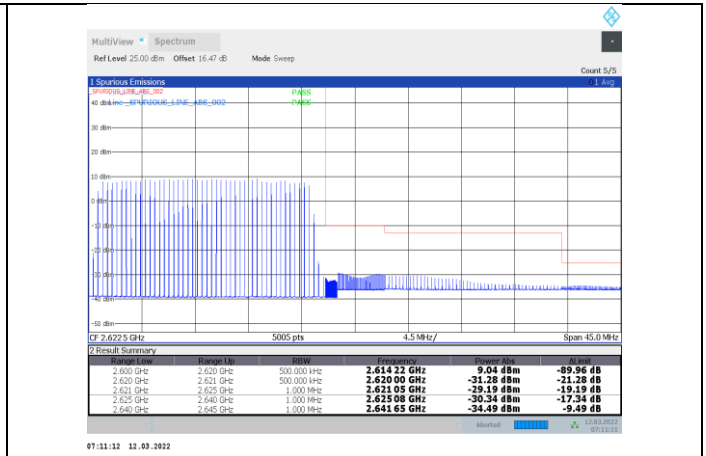 MultiView Spectrum
Ref Level 25.00 dBm Offset 16.47 dB Mode Sweep
Count 5/5
1 Spurious Emissions 1 Avg
_SPURIOUS_LINE_ABS_002 PASS
40 dBm Line _SPURIOUS_LINE_ABS_002 PASS
30 dBm
20 dBm
10 dBm
0 dBm
-10 dBm
-20 dBm
-30 dBm
-40 dBm
-50 dBm
CF 2.6225 GHz 5005 pts 4.5 MHz/ Span 45.0 MHz
2 Result Summary
Range Low Range Up RBW Frequency Power Abs ΔLimit
2.600 GHz 2.620 GHz 500.000 kHz 2.614 22 GHz 9.04 dBm -89.96 dB
2.620 GHz 2.621 GHz 500.000 kHz 2.620 00 GHz -31.28 dBm -21.28 dB
2.621 GHz 2.625 GHz 1.000 MHz 2.621 05 GHz -29.19 dBm -19.19 dB
2.625 GHz 2.640 GHz 1.000 MHz 2.625 08 GHz -30.34 dBm -17.34 dB
2.640 GHz 2.645 GHz 1.000 MHz 2.641 65 GHz -34.49 dBm -9.49 dB
Aborted 12.03.2022
07:11:11
07:11:12 12.03.2022